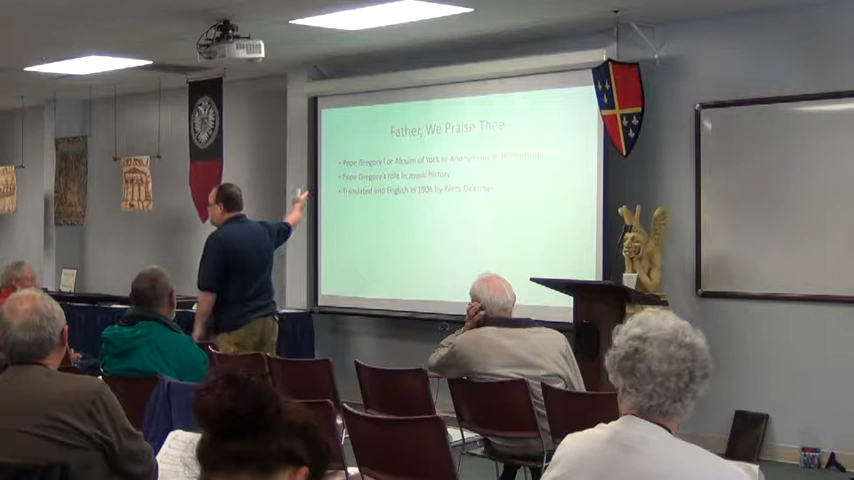 Father, We Praise Thee
• Pope Gregory I or Alcuin of York or Anonymous
• Pope Gregory's role in music history
• Translated into English in 1906 by Percy Dearmer